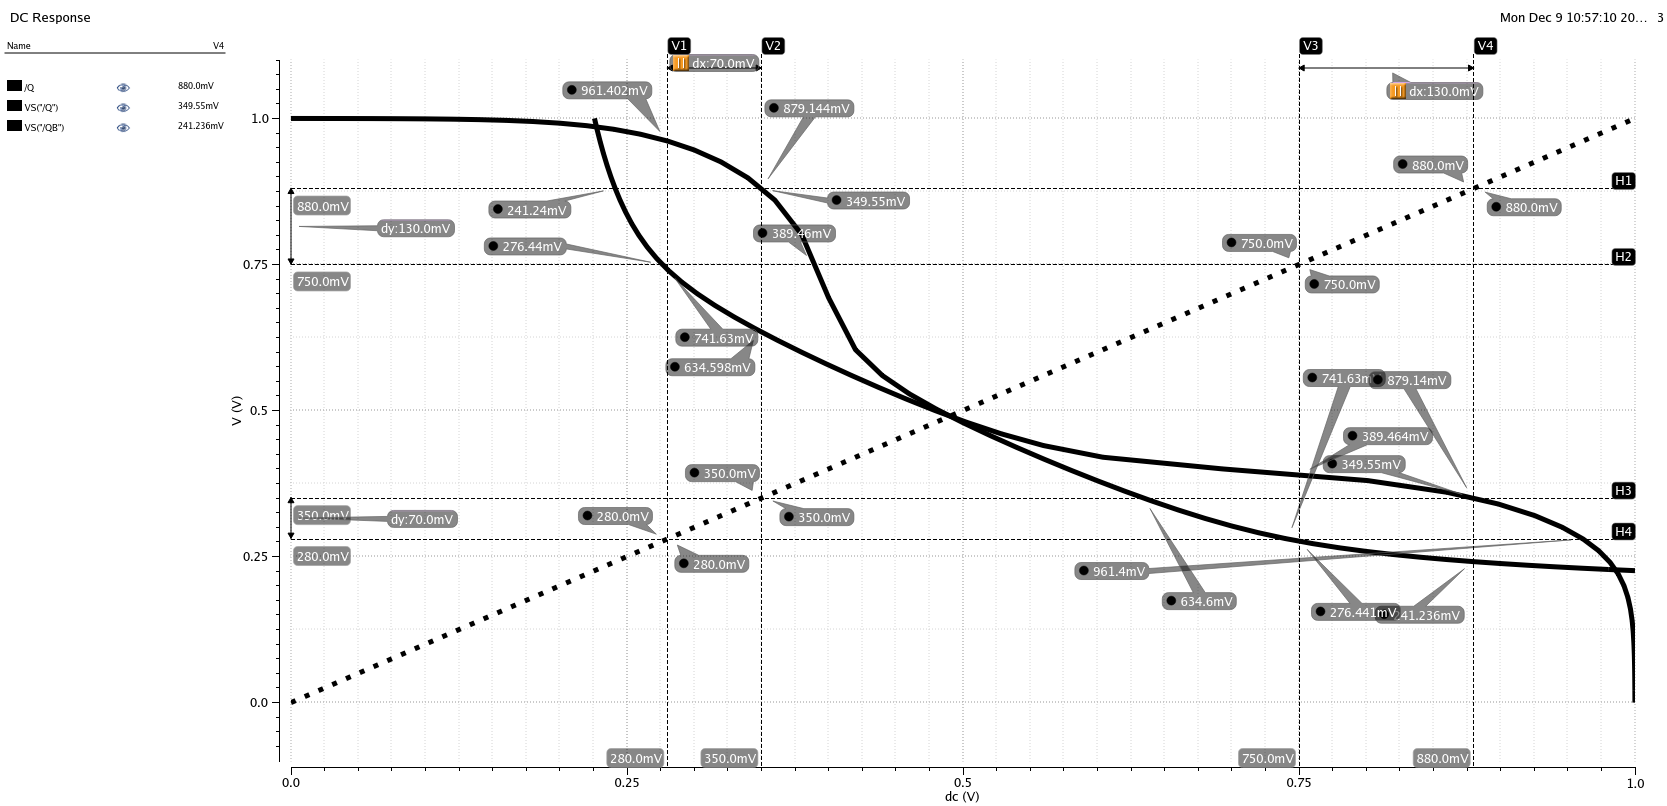 DC Response
Mon Dec 9 10:57:10 20... 3
Name V4
/Q 880.0mV
VS("/Q") 349.55mV
VS("/QB") 241.236mV
V1
V2
V3
V4
dx:70.0mV
dx:130.0mV
961.402mV
879.144mV
1.0
880.0mV
H1
241.24mV
349.55mV
880.0mV
880.0mV
dy:130.0mV
389.46mV
276.44mV
750.0mV
H2
0.75
750.0mV
750.0mV
741.63mV
634.598mV
741.63m
879.14mV
V (V)
0.5
389.464mV
349.55mV
350.0mV
H3
350.0mV
dy:70.0mV
280.0mV
350.0mV
H4
0.25
280.0mV
280.0mV
961.4mV
634.6mV
276.441mV
41.236mV
0.0
280.0mV
350.0mV
750.0mV
880.0mV
0.0
0.25
0.5
0.75
1.0
dc (V)